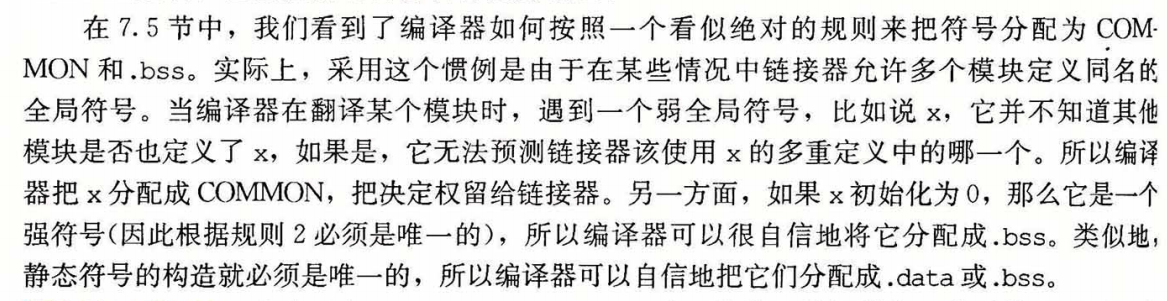 在 7.5 节中，我们看到了编译器如何按照一个看似绝对的规则来把符号分配为 COM-
MON 和.bss。实际上，采用这个惯例是由于在某些情况中链接器允许多个模块定义同名的
全局符号。当编译器在翻译某个模块时，遇到一个弱全局符号，比如说 x，它并不知道其他
模块是否也定义了 x，如果是，它无法预测链接器该使用 x 的多重定义中的哪一个。所以编译
器把 x 分配成 COMMON，把决定权留给链接器。另一方面，如果 x 初始化为 0，那么它是一个
强符号(因此根据规则 2 必须是唯一的)，所以编译器可以很自信地将它分配成.bss。类似地，
静态符号的构造就必须是唯一的，所以编译器可以自信地把它们分配成.data 或.bss。